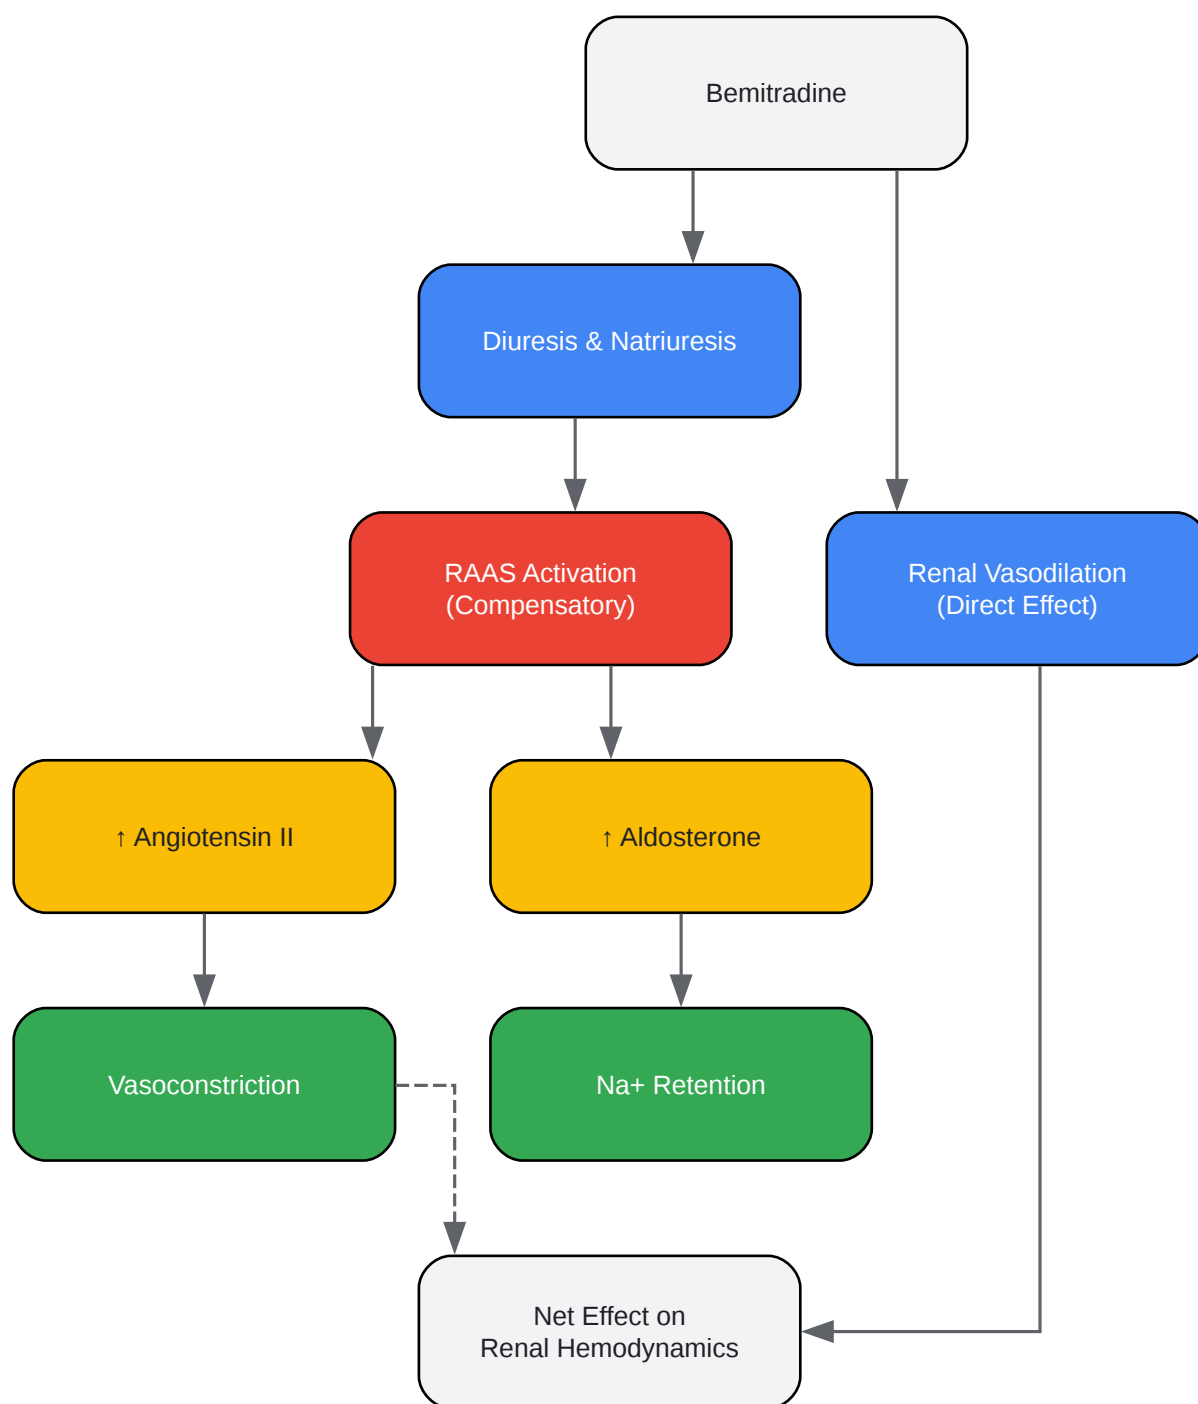 Bemitradine
Diuresis & Natriuresis
RAAS Activation
(Compensatory)
Renal Vasodilation
(Direct Effect)
↑ Angiotensin II
↑ Aldosterone
Vasoconstriction
Na+ Retention
Net Effect on
Renal Hemodynamics